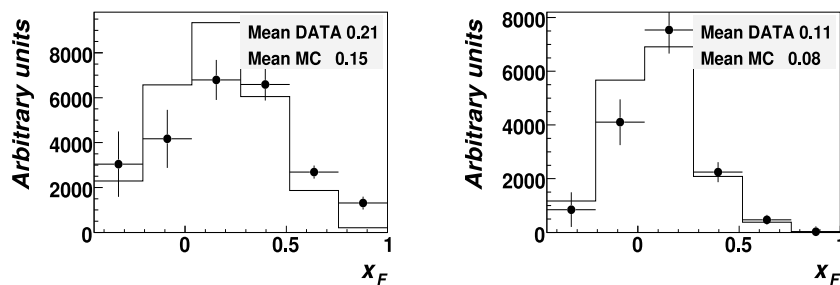 Arbitrary units
8000
6000
4000
2000
0
Mean DATA 0.21
Mean MC 0.15
0 0.5 1
x_F
Arbitrary units
8000
6000
4000
2000
0
Mean DATA 0.11
Mean MC 0.08
0 0.5 1
x_F